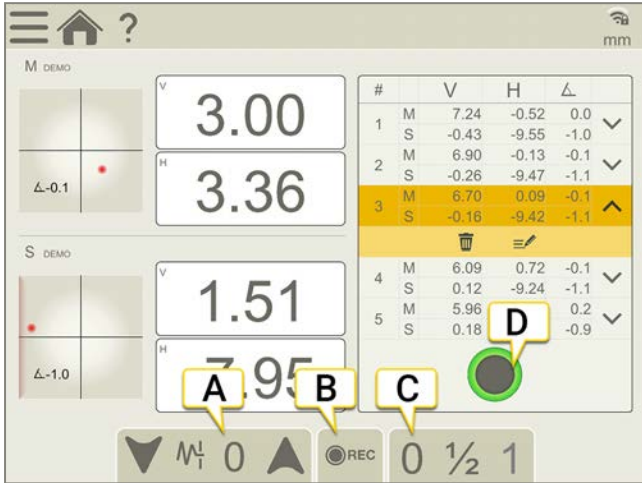 ?
mm
M DEMO
∡-0.1
V
3.00
H
3.36
S DEMO
∡-1.0
V
1.51
H
7.95
# V H ∡
1 M 7.24 -0.52 0.0
S -0.43 -9.55 -1.0
2 M 6.90 -0.13 -0.1
S -0.26 -9.47 -1.1
3 M 6.70 0.09 -0.1
S -0.16 -9.42 -1.1
4 M 6.09 0.72 -0.1
S 0.12 -9.24 -1.1
5 M 5.96 0.2
S 0.18 -0.9
D
A
B
C
0
REC
0 ½ 1